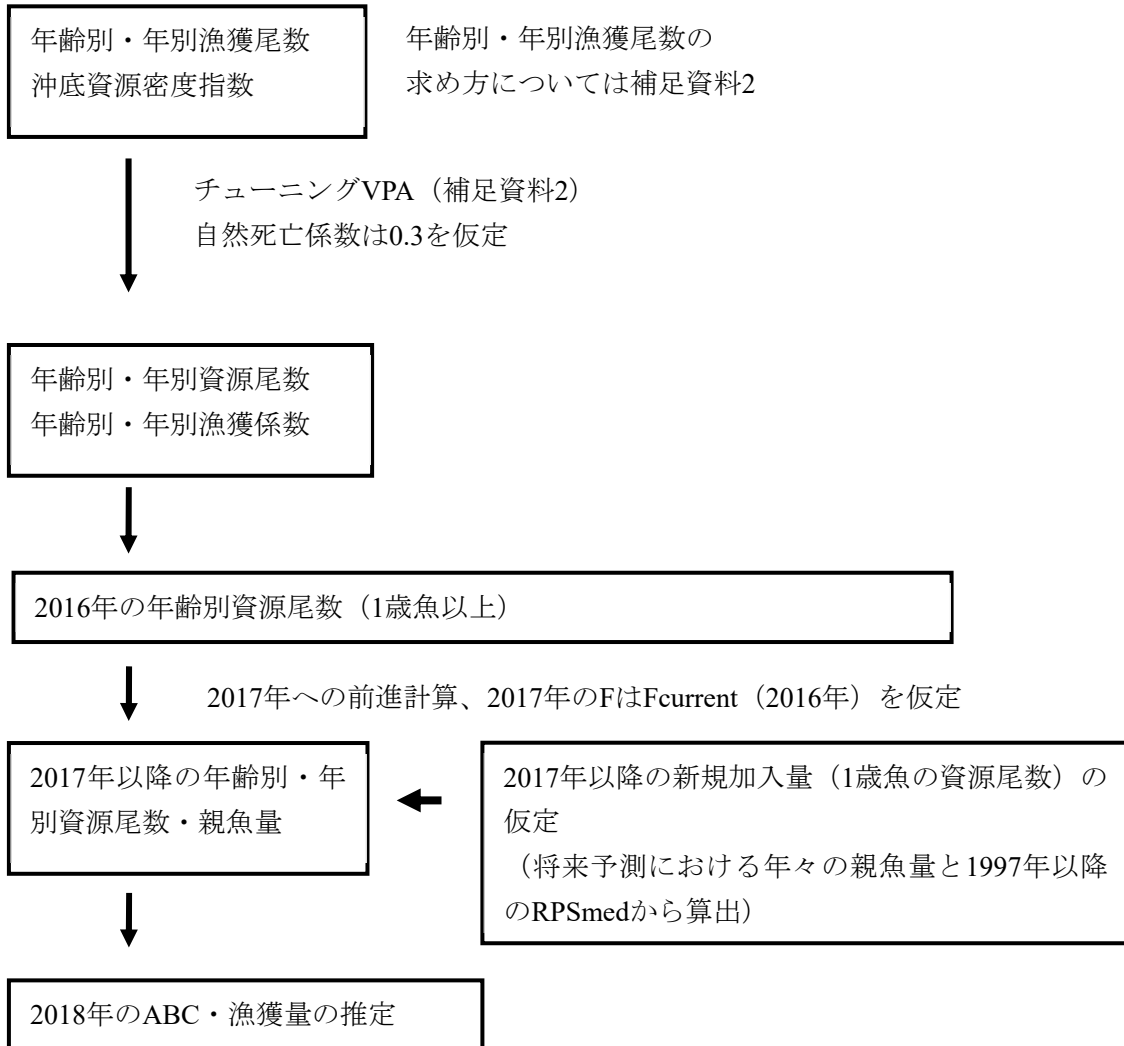 年齢別・年別漁獲尾数
沖底資源密度指数
年齢別・年別漁獲尾数の
求め方については補足資料2
チューニングVPA（補足資料2）
自然死亡係数は0.3を仮定
年齢別・年別資源尾数
年齢別・年別漁獲係数
2016年の年齢別資源尾数（1歳魚以上）
2017年への前進計算、2017年のFはFcurrent（2016年）を仮定
2017年以降の年齢別・年
別資源尾数・親魚量
2017年以降の新規加入量（1歳魚の資源尾数）の
仮定
（将来予測における年々の親魚量と1997年以降
のRPSmedから算出）
2018年のABC・漁獲量の推定